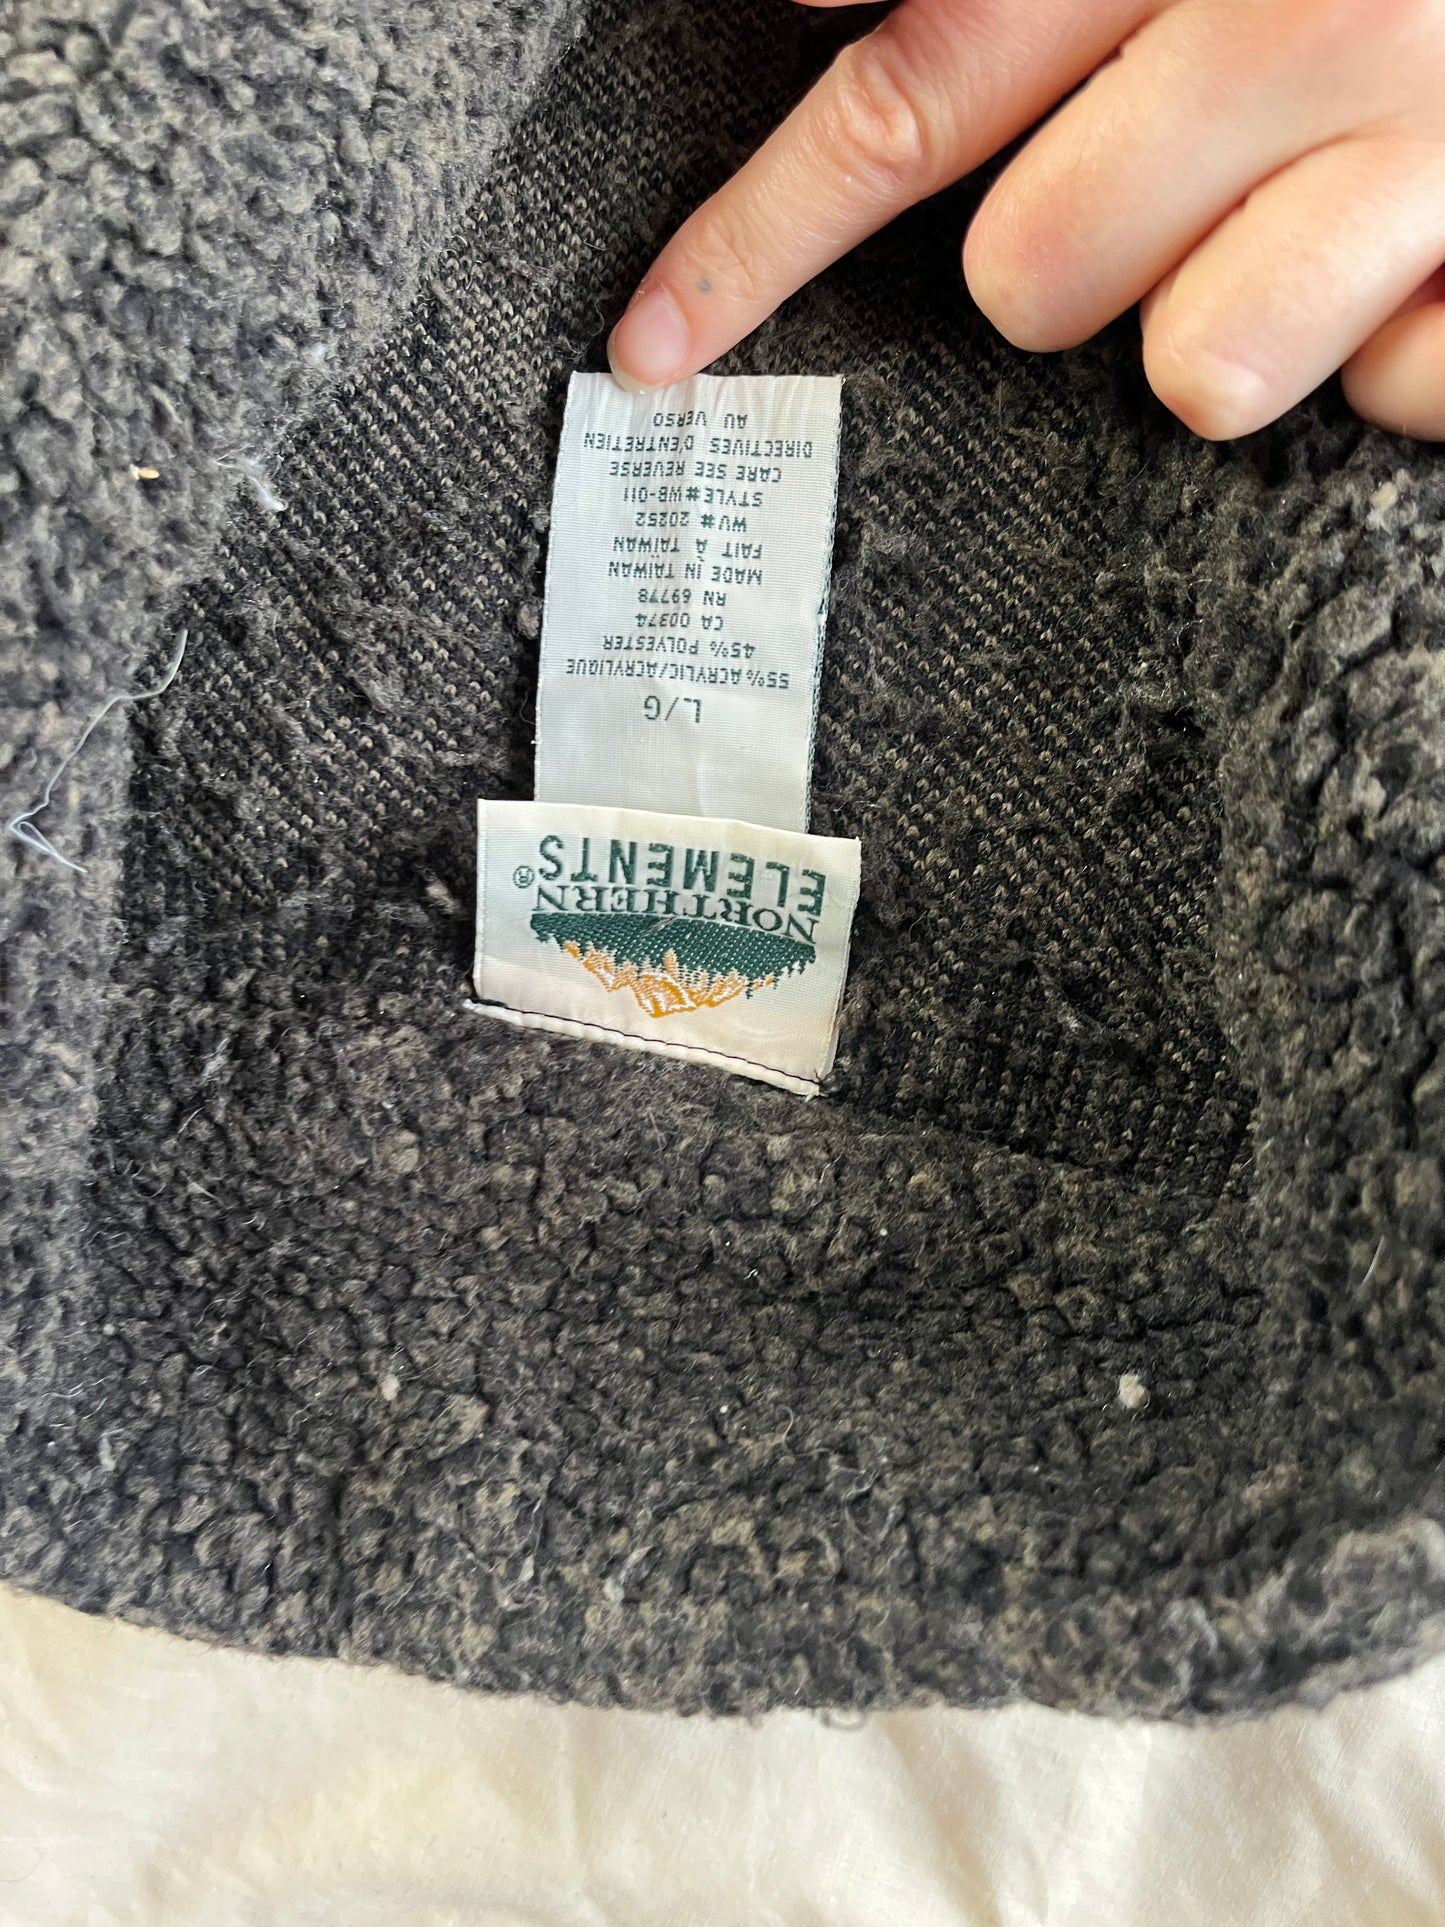 NORTHERN
ELEMENTS®
L/G
55% ACRYLIC/ACRYLIQUE
45% POLYESTER
CA 00374
RN 69778
MADE IN TAIWAN
FAIT À TAÏWAN
WV# 20252
STYLE# WB-011
CARE SEE REVERSE
DIRECTIVES D'ENTRETIEN
AU VERSO